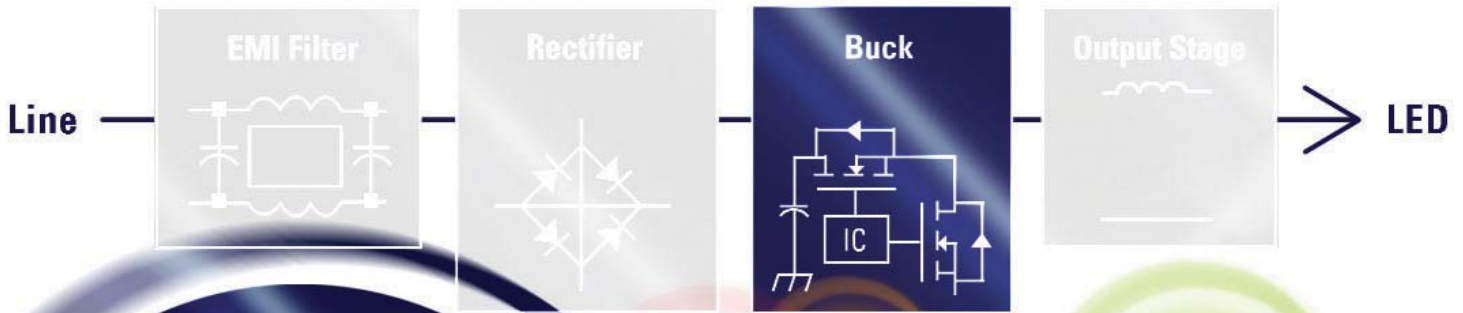 EMI Filter
Rectifier
Buck
Output Stage
Line
LED
IC